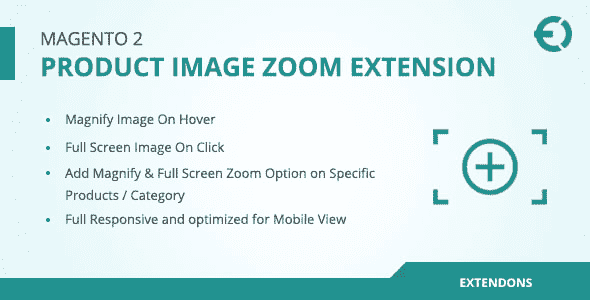 MAGENTO 2
PRODUCT IMAGE ZOOM EXTENSION
• Magnify Image On Hover
• Full Screen Image On Click
• Add Magnify & Full Screen Zoom Option on Specific
Products / Category
• Full Responsive and optimized for Mobile View
EXTENDONS